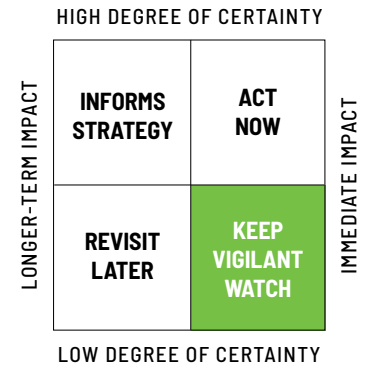 HIGH DEGREE OF CERTAINTY
LONGER-TERM IMPACT
INFORMS
STRATEGY
ACT
NOW
IMMEDIATE IMPACT
REVISIT
LATER
KEEP
VIGILANT
WATCH
LOW DEGREE OF CERTAINTY